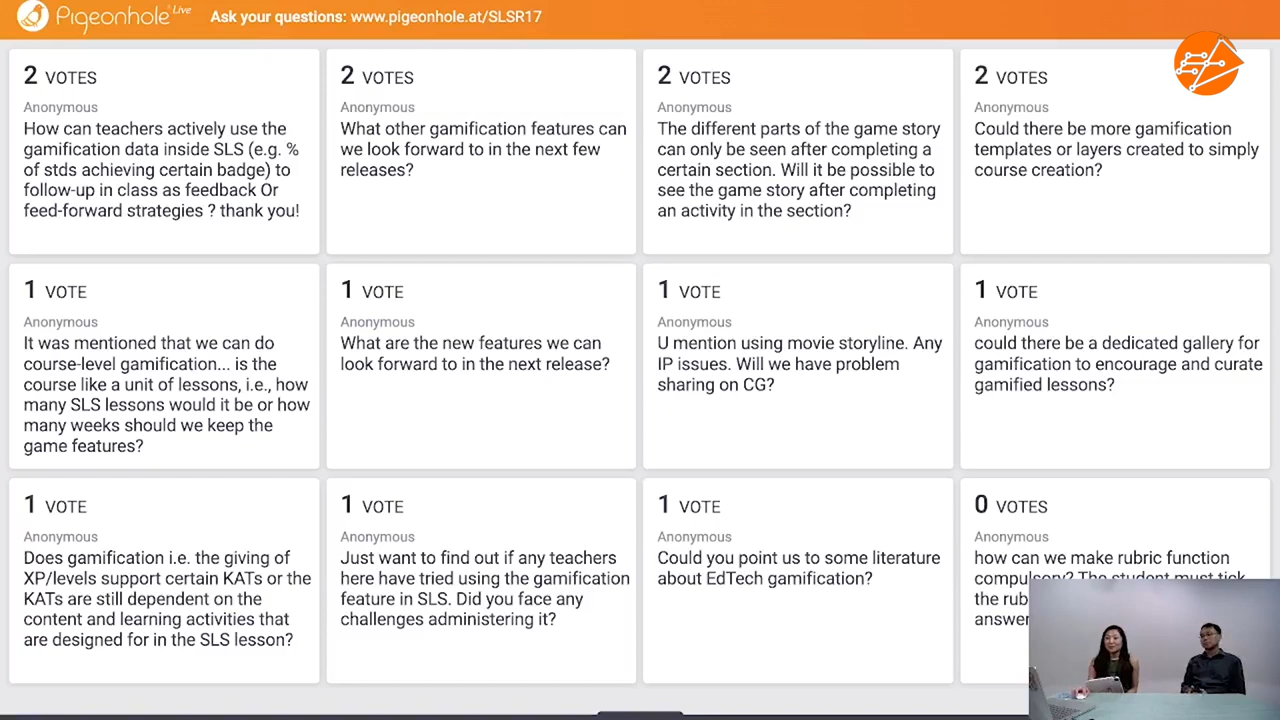 Pigeonhole Live
Ask your questions: www.pigeonhole.at/SLSR17
2 VOTES
Anonymous
How can teachers actively use the
gamification data inside SLS (e.g. %
of stds achieving certain badge) to
follow-up in class as feedback Or
feed-forward strategies ? thank you!
2 VOTES
Anonymous
What other gamification features can
we look forward to in the next few
releases?
2 VOTES
Anonymous
The different parts of the game story
can only be seen after completing a
certain section. Will it be possible to
see the game story after completing
an activity in the section?
2 VOTES
Anonymous
Could there be more gamification
templates or layers created to simply
course creation?
1 VOTE
Anonymous
It was mentioned that we can do
course-level gamification... is the
course like a unit of lessons, i.e., how
many SLS lessons would it be or how
many weeks should we keep the
game features?
1 VOTE
Anonymous
What are the new features we can
look forward to in the next release?
1 VOTE
Anonymous
U mention using movie storyline. Any
IP issues. Will we have problem
sharing on CG?
1 VOTE
Anonymous
could there be a dedicated gallery for
gamification to encourage and curate
gamified lessons?
1 VOTE
Anonymous
Does gamification i.e. the giving of
XP/levels support certain KATs or the
KATs are still dependent on the
content and learning activities that
are designed for in the SLS lesson?
1 VOTE
Anonymous
Just want to find out if any teachers
here have tried using the gamification
feature in SLS. Did you face any
challenges administering it?
1 VOTE
Anonymous
Could you point us to some literature
about EdTech gamification?
0 VOTES
Anonymous
how can we make rubric function
compulsory? The student must tick
the rub
answer